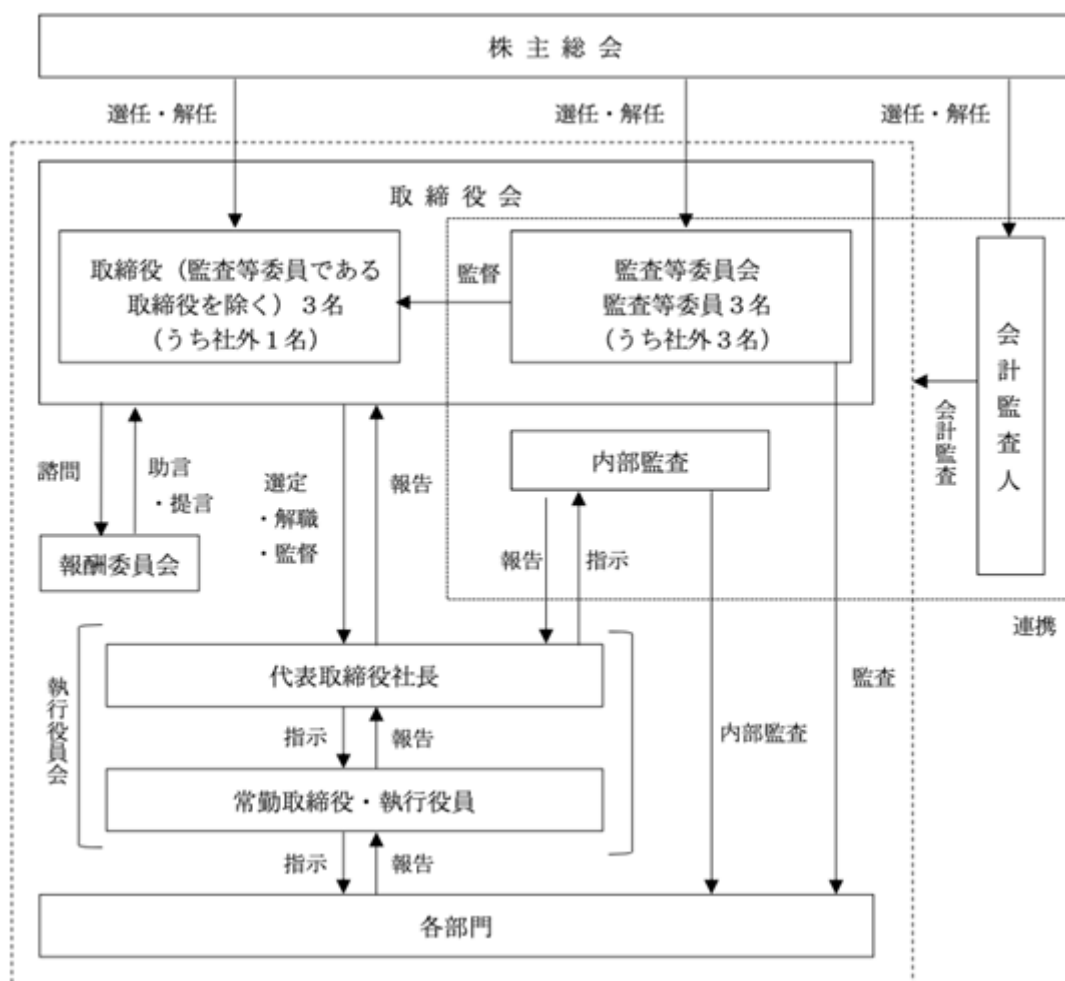 株主総会
選任・解任
選任・解任
選任・解任
取締役会
取締役（監査等委員である
取締役を除く）３名
（うち社外１名）
監督
監査等委員会
監査等委員３名
（うち社外３名）
会計監査人
会計監査
諮問
助言
・提言
選定
・解職
・監督
報告
内部監査
報告
指示
報酬委員会
連携
執行役員会
代表取締役社長
監査
指示
報告
内部監査
常勤取締役・執行役員
指示
報告
各部門